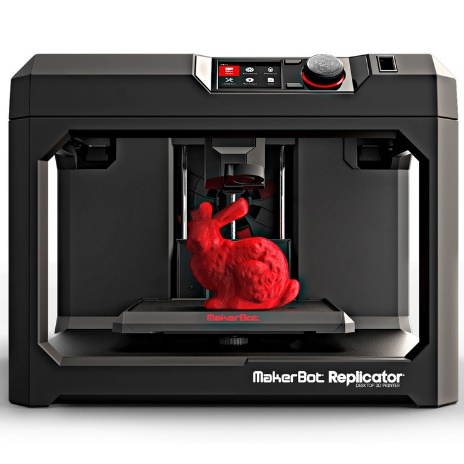 MakerBot
MakerBot Replicator
DESKTOP 3D PRINTER